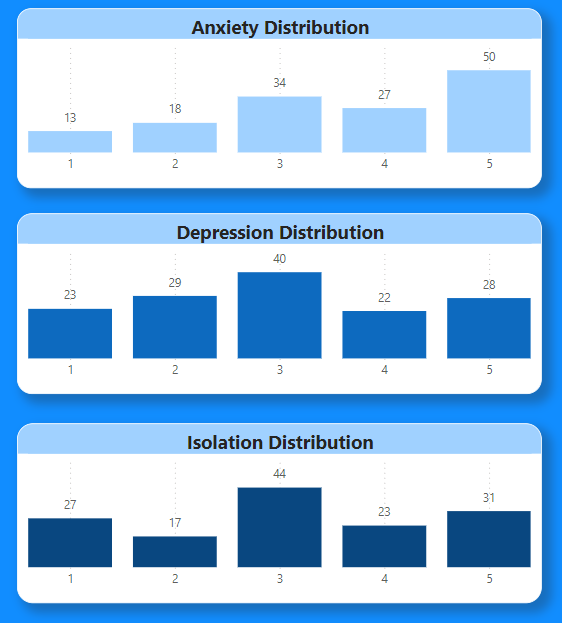 Anxiety Distribution
13 18 34 27 50
1 2 3 4 5
Depression Distribution
23 29 40 22 28
1 2 3 4 5
Isolation Distribution
27 17 44 23 31
1 2 3 4 5